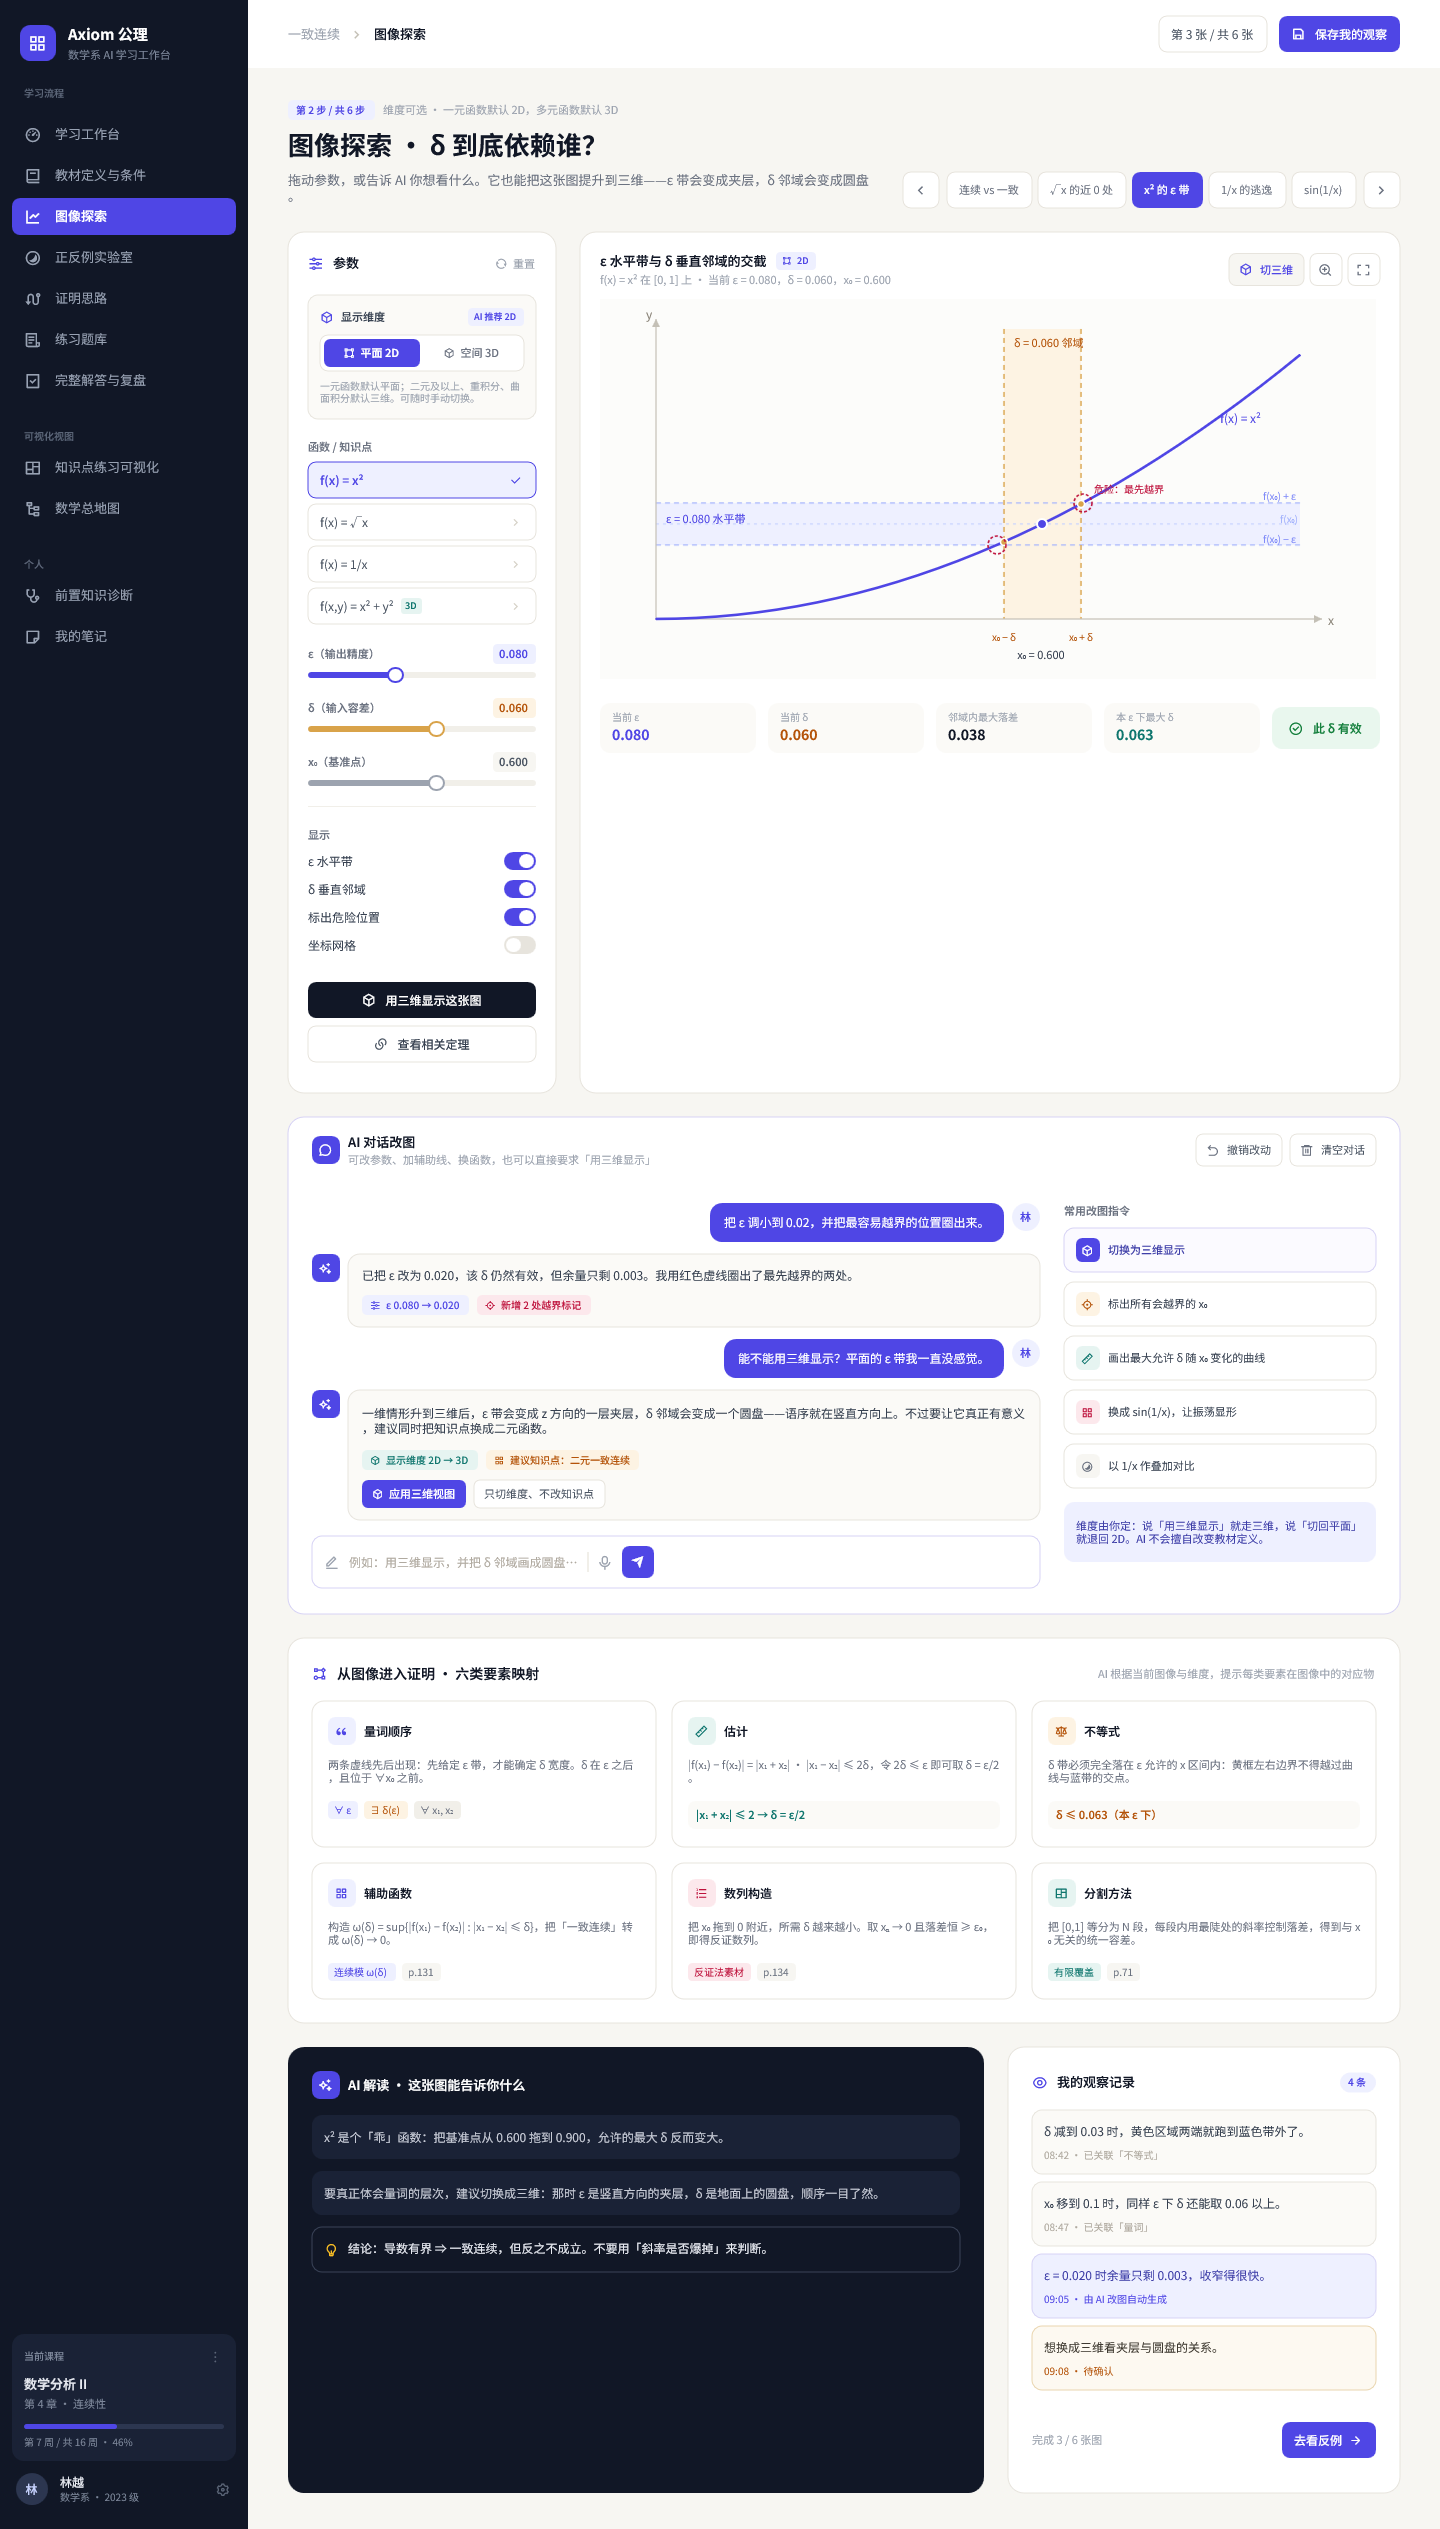 Axiom 公理
数学系 AI 学习工作台
学习流程
学习工作台
教材定义与条件
图像探索
正反例实验室
证明思路
练习题库
完整解答与复盘
可视化视图
知识点练习可视化
数学总地图
个人
前置知识诊断
我的笔记
当前课程
数学分析 II
第 4 章 · 连续性
第 7 周 / 共 16 周 · 46%
林
林越
数学系 · 2023 级
一致连续
图像探索
第 3 张 / 共 6 张
保存我的观察
第 2 步 / 共 6 步
维度可选 · 一元函数默认 2D，多元函数默认 3D
图像探索 · δ 到底依赖谁？
拖动参数，或告诉 AI 你想看什么。它也能把这张图提升到三维——ε 带会变成夹层，δ 邻域会变成圆盘
。
连续 vs 一致
√x 的近 0 处
x² 的 ε 带
1/x 的逃逸
sin(1/x)
参数
重置
显示维度
AI 推荐 2D
平面 2D
空间 3D
一元函数默认平面；二元及以上、重积分、曲
面积分默认三维。可随时手动切换。
函数 / 知识点
f(x) = x²
f(x) = √x
f(x) = 1/x
f(x,y) = x² + y²
3D
ε（输出精度）
0.080
δ（输入容差）
0.060
x₀（基准点）
0.600
显示
ε 水平带
δ 垂直邻域
标出危险位置
坐标网格
用三维显示这张图
查看相关定理
ε 水平带与 δ 垂直邻域的交截
2D
f(x) = x² 在 [0, 1] 上 · 当前 ε = 0.080，δ = 0.060，x₀ = 0.600
切三维
y
δ = 0.060 邻域
f(x) = x²
危险：最先越界
f(x₀) + ε
ε = 0.080 水平带
f(x₀)
f(x₀) − ε
x
x₀ − δ
x₀ + δ
x₀ = 0.600
当前 ε
0.080
当前 δ
0.060
邻域内最大落差
0.038
本 ε 下最大 δ
0.063
此 δ 有效
AI 对话改图
可改参数、加辅助线、换函数，也可以直接要求「用三维显示」
撤销改动
清空对话
把 ε 调小到 0.02，并把最容易越界的位置圈出来。
林
已把 ε 改为 0.020，该 δ 仍然有效，但余量只剩 0.003。我用红色虚线圈出了最先越界的两处。
ε 0.080 → 0.020
新增 2 处越界标记
能不能用三维显示？平面的 ε 带我一直没感觉。
林
一维情形升到三维后，ε 带会变成 z 方向的一层夹层，δ 邻域会变成一个圆盘——语序就在竖直方向上。不过要让它真正有意义
，建议同时把知识点换成二元函数。
显示维度 2D → 3D
建议知识点：二元一致连续
应用三维视图
只切维度、不改知识点
例如：用三维显示，并把 δ 邻域画成圆盘…
常用改图指令
切换为三维显示
标出所有会越界的 x₀
画出最大允许 δ 随 x₀ 变化的曲线
换成 sin(1/x)，让振荡显形
以 1/x 作叠加对比
维度由你定：说「用三维显示」就走三维，说「切回平面」
就退回 2D。AI 不会擅自改变教材定义。
从图像进入证明 · 六类要素映射
AI 根据当前图像与维度，提示每类要素在图像中的对应物
量词顺序
两条虚线先后出现：先给定 ε 带，才能确定 δ 宽度。δ 在 ε 之后
，且位于 ∀x₀ 之前。
∀ ε
∃ δ(ε)
∀ x₁, x₂
估计
|f(x₁) − f(x₂)| = |x₁ + x₂| · |x₁ − x₂| ≤ 2δ，令 2δ ≤ ε 即可取 δ = ε/2
。
|x₁ + x₂| ≤ 2 → δ = ε/2
不等式
δ 带必须完全落在 ε 允许的 x 区间内：黄框左右边界不得越过曲
线与蓝带的交点。
δ ≤ 0.063（本 ε 下）
辅助函数
构造 ω(δ) = sup{|f(x₁) − f(x₂)| : |x₁ − x₂| ≤ δ}，把「一致连续」转
成 ω(δ) → 0。
连续模 ω(δ)
p.131
数列构造
把 x₀ 拖到 0 附近，所需 δ 越来越小。取 xₙ → 0 且落差恒 ≥ ε₀，
即得反证数列。
反证法素材
p.134
分割方法
把 [0,1] 等分为 N 段，每段内用最陡处的斜率控制落差，得到与 x
₀ 无关的统一容差。
有限覆盖
p.71
AI 解读 · 这张图能告诉你什么
x² 是个「乖」函数：把基准点从 0.600 拖到 0.900，允许的最大 δ 反而变大。
要真正体会量词的层次，建议切换成三维：那时 ε 是竖直方向的夹层，δ 是地面上的圆盘，顺序一目了然。
结论：导数有界 ⇒ 一致连续，但反之不成立。不要用「斜率是否爆掉」来判断。
我的观察记录
4 条
δ 减到 0.03 时，黄色区域两端就跑到蓝色带外了。
08:42 · 已关联「不等式」
x₀ 移到 0.1 时，同样 ε 下 δ 还能取 0.06 以上。
08:47 · 已关联「量词」
ε = 0.020 时余量只剩 0.003，收窄得很快。
09:05 · 由 AI 改图自动生成
想换成三维看夹层与圆盘的关系。
09:08 · 待确认
完成 3 / 6 张图
去看反例